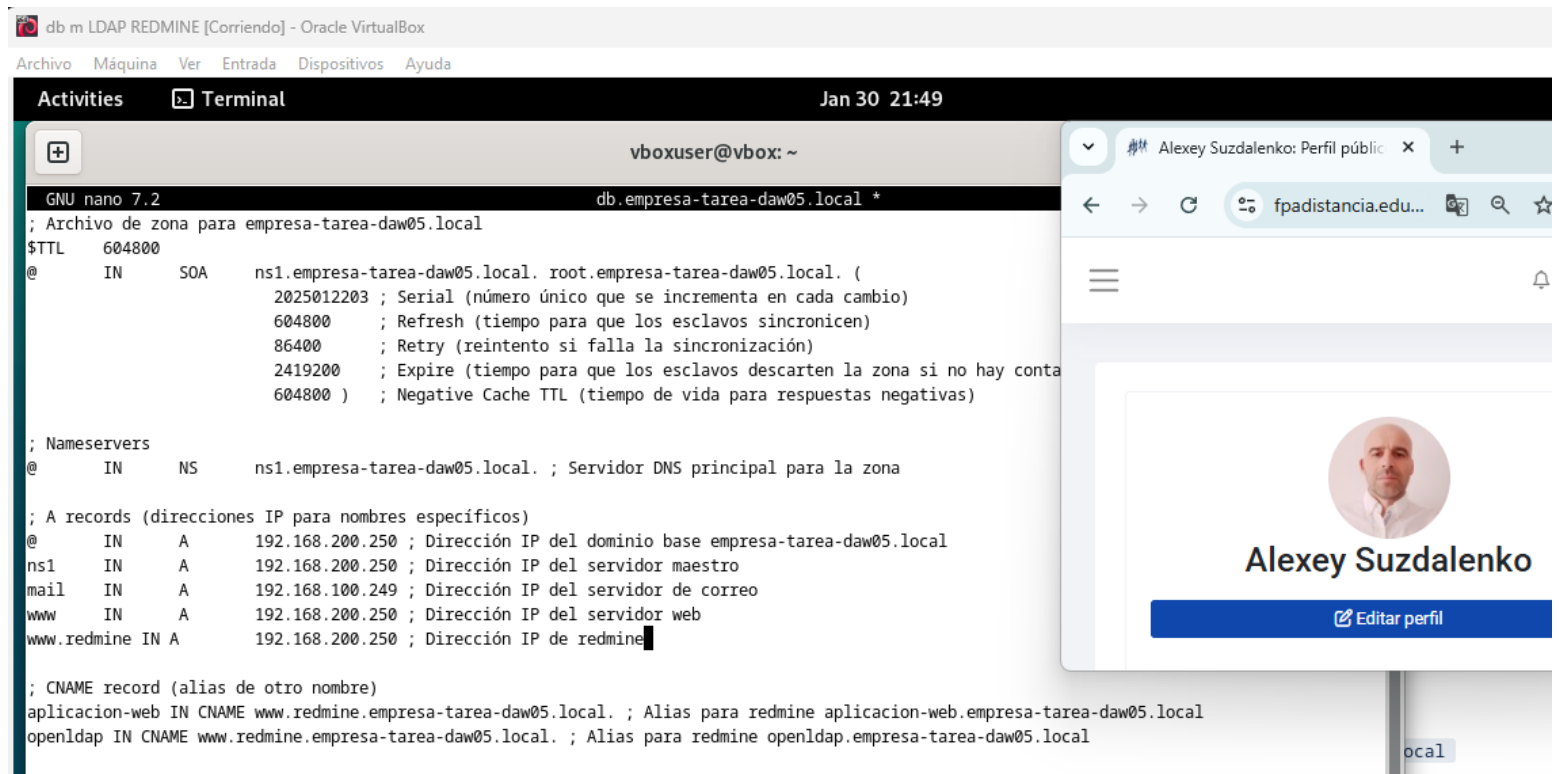 db m LDAP REDMINE [Corriendo] - Oracle VirtualBox
Archivo Máquina Ver Entrada Dispositivos Ayuda
Activities Terminal Jan 30 21:49
vboxuser@vbox: ~
GNU nano 7.2 db.empresa-tarea-daw05.local *
; Archivo de zona para empresa-tarea-daw05.local
$TTL 604800
@ IN SOA ns1.empresa-tarea-daw05.local. root.empresa-tarea-daw05.local. (
2025012203 ; Serial (número único que se incrementa en cada cambio)
604800 ; Refresh (tiempo para que los esclavos sincronicen)
86400 ; Retry (reintento si falla la sincronización)
2419200 ; Expire (tiempo para que los esclavos descarten la zona si no hay conta
604800 ) ; Negative Cache TTL (tiempo de vida para respuestas negativas)
; Nameservers
@ IN NS ns1.empresa-tarea-daw05.local. ; Servidor DNS principal para la zona
; A records (direcciones IP para nombres específicos)
@ IN A 192.168.200.250 ; Dirección IP del dominio base empresa-tarea-daw05.local
ns1 IN A 192.168.200.250 ; Dirección IP del servidor maestro
mail IN A 192.168.100.249 ; Dirección IP del servidor de correo
www IN A 192.168.200.250 ; Dirección IP del servidor web
www.redmine IN A 192.168.200.250 ; Dirección IP de redmine
; CNAME record (alias de otro nombre)
aplicacion-web IN CNAME www.redmine.empresa-tarea-daw05.local. ; Alias para redmine aplicacion-web.empresa-tarea-daw05.local
openldap IN CNAME www.redmine.empresa-tarea-daw05.local. ; Alias para redmine openldap.empresa-tarea-daw05.local
Alexey Suzdalenko: Perfil públic
fpadistancia.edu...
Alexey Suzdalenko
Editar perfil
ocal